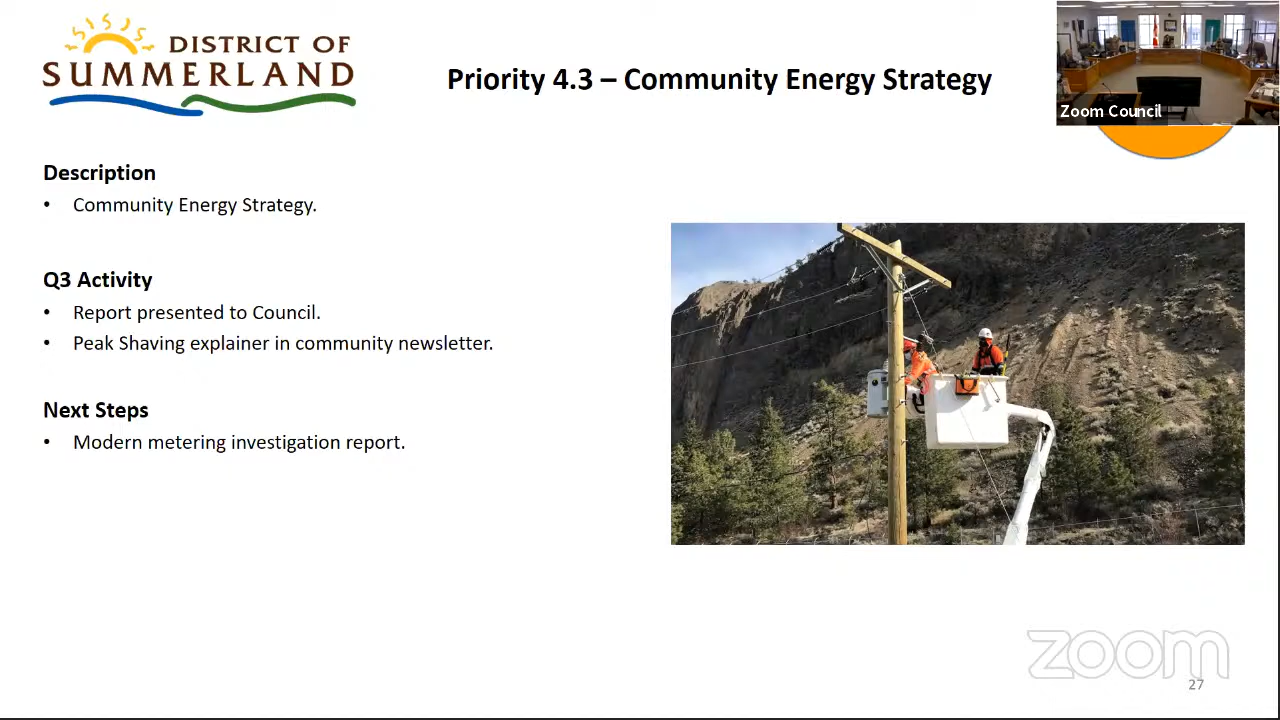 DISTRICT OF
SUMMERLAND
Priority 4.3 – Community Energy Strategy
Zoom Council
Description
• Community Energy Strategy.
Q3 Activity
• Report presented to Council.
• Peak Shaving explainer in community newsletter.
Next Steps
• Modern metering investigation report.
zoom
27